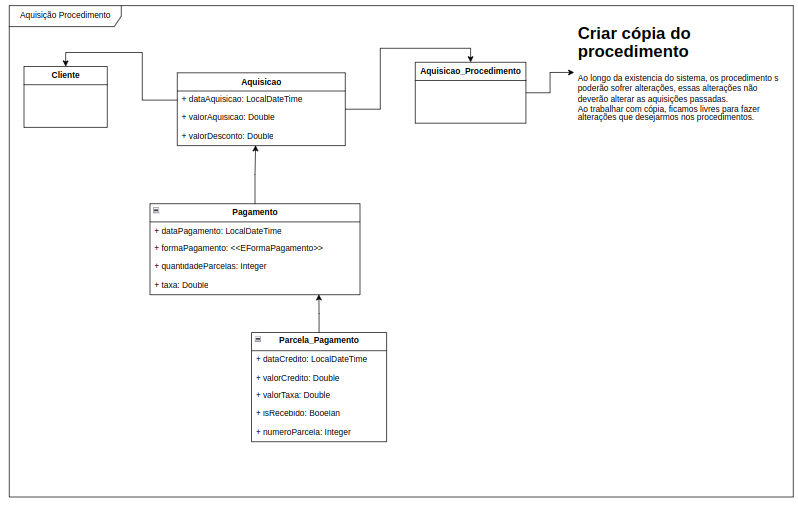 Aquisição Procedimento
Criar cópia do
procedimento
Ao longo da existencia do sistema, os procedimento s
poderão sofrer alterações, essas alterações não
deverão alterar as aquisições passadas.
Ao trabalhar com cópia, ficamos livres para fazer
alterações que desejarmos nos procedimentos.
Cliente
Aquisicao
+ dataAquisicao: LocalDateTime
+ valorAquisicao: Double
+ valorDesconto: Double
Aquisicao_Procedimento
Pagamento
+ dataPagamento: LocalDateTime
+ formaPagamento: <<EFormaPagamento>>
+ quantidadeParcelas: Integer
+ taxa: Double
Parcela_Pagamento
+ dataCredito: LocalDateTime
+ valorCredito: Double
+ valorTaxa: Double
+ isRecebido: Booelan
+ numeroParcela: Integer